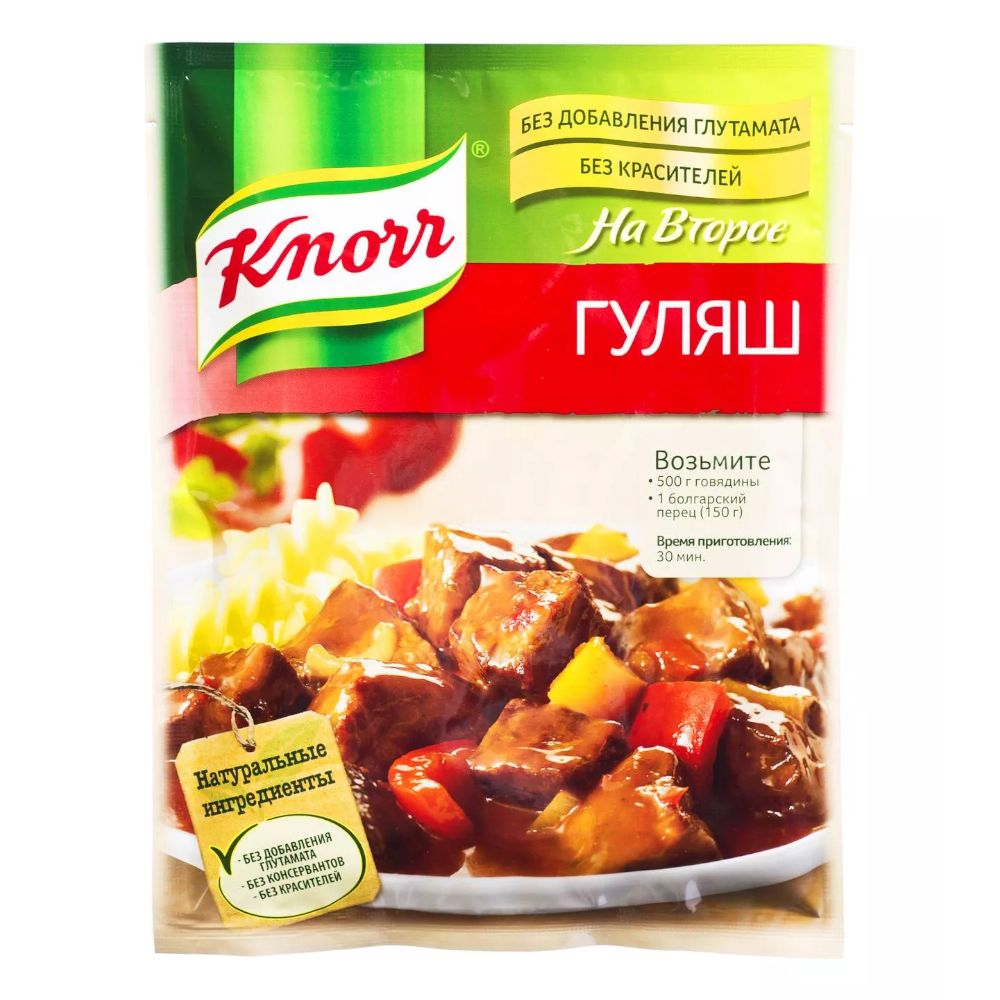 БЕЗ ДОБАВЛЕНИЯ ГЛУТАМАТА
БЕЗ КРАСИТЕЛЕЙ
Knorr®
На Второе
ГУЛЯШ
Возьмите
• 500 г говядины
• 1 болгарский
перец (150 г)
Время приготовления:
30 мин.
Натуральные
ингредиенты
- БЕЗ ДОБАВЛЕНИЯ
ГЛУТАМАТА
- БЕЗ КОНСЕРВАНТОВ
- БЕЗ КРАСИТЕЛЕЙ